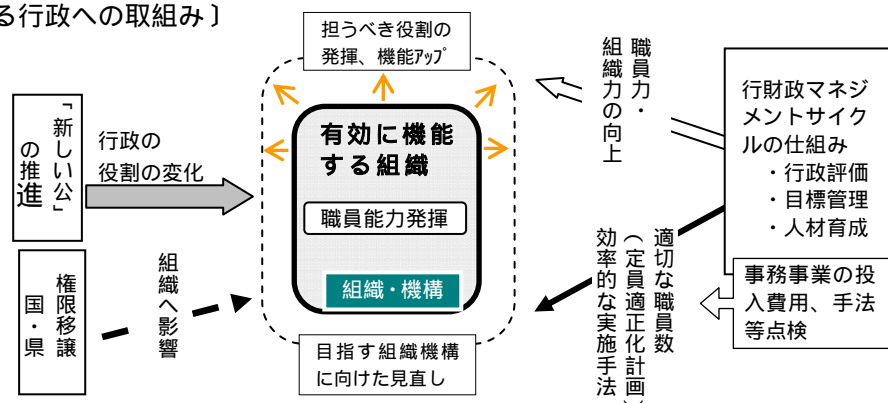 る行政への取組み〕
担うべき役割の
発揮、機能ｱｯﾌﾟ
「新しい公」
の推進
行政の
役割の変化
有効に機能
する組織
職員能力発揮
組織・機構
国・県
権限移譲
組織へ影響
目指す組織機構
に向けた見直し
職員力・
組織力の向上
行財政マネジ
メントサイク
ルの仕組み
・行政評価
・目標管理
・人材育成
適切な職員数
（定員適正化計画）
効率的な実施手法
事務事業の投
入費用、手法
等点検